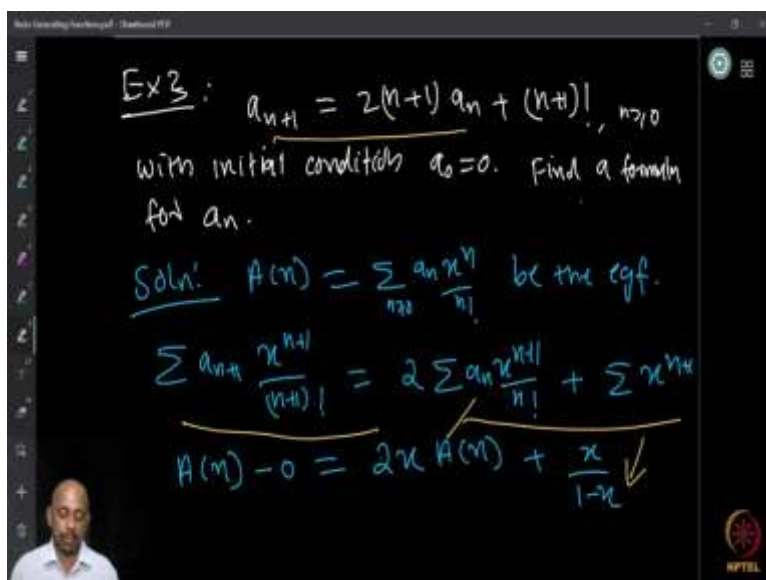 Ex3: a_{n+1} = 2(n+1) a_n + (n+1)!, n≥0
with initial condition a_0=0. Find a formula
for a_n.
Soln: A(x) = Σ_{n≥0} a_n x^n/n! be the egf.
Σ a_{n+1} x^{n+1}/(n+1)! = 2 Σ a_n x^{n+1}/n! + Σ x^{n+1}
A(x) - 0 = 2x A(x) + x/(1-x)
NPTEL